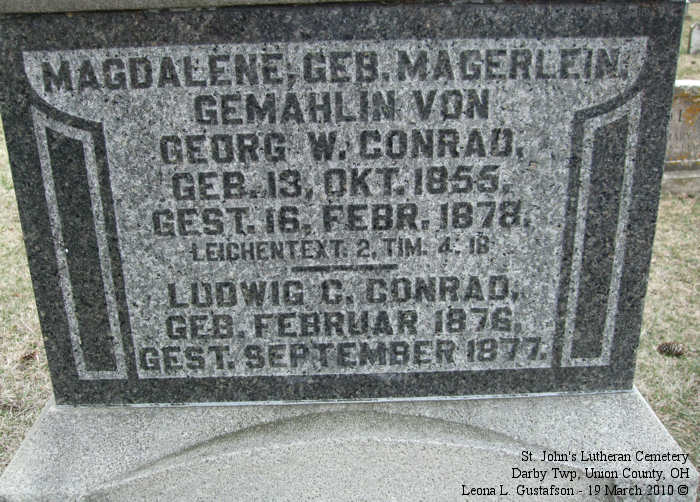 MAGDALENE, GEB. MAGERLEIN.
GEMAHLIN VON
GEORG W. CONRAD,
GEB. 13, OKT. 1855,
GEST. 16, FEBR. 1878.
LEICHENTEXT. 2, TIM. 4, 18
LUDWIG C. CONRAD,
GEB. FEBRUAR 1876,
GEST. SEPTEMBER 1877.
St. John's Lutheran Cemetery
Darby Twp, Union County, OH
Leona L. Gustafson - 19 March 2010 ©